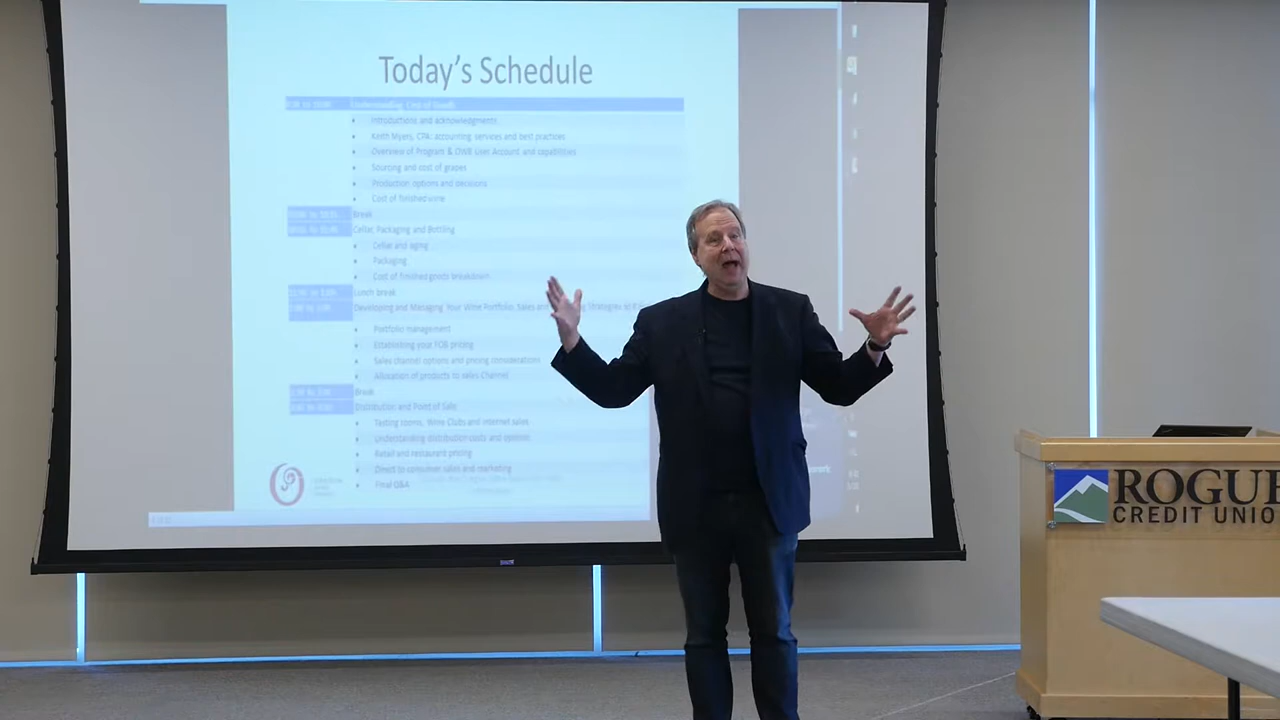 Today's Schedule
Understanding Cost of Goods
Introductions and acknowledgments
Keith Myers, CPA: accounting services and best practices
Overview of Program & OWB User Account and capabilities
Sourcing and cost of grapes
Production options and decisions
Cost of finished wine
Break
Cellar, Packaging and Bottling
Cellar and aging
Packaging
Cost of finished goods breakdown
Lunch break
Developing and Managing Your Wine Portfolio, Sales Strategies
Portfolio management
Establishing your FOB pricing
Sales channel options and pricing considerations
Allocation of products to sales Channel
Break
Distribution and Point of Sale
Tasting rooms, Wine Clubs and internet sales
Understanding distribution costs and options
Retail and restaurant pricing
Direct to consumer sales and marketing
Final Q&A
ROGUE
CREDIT UNIO